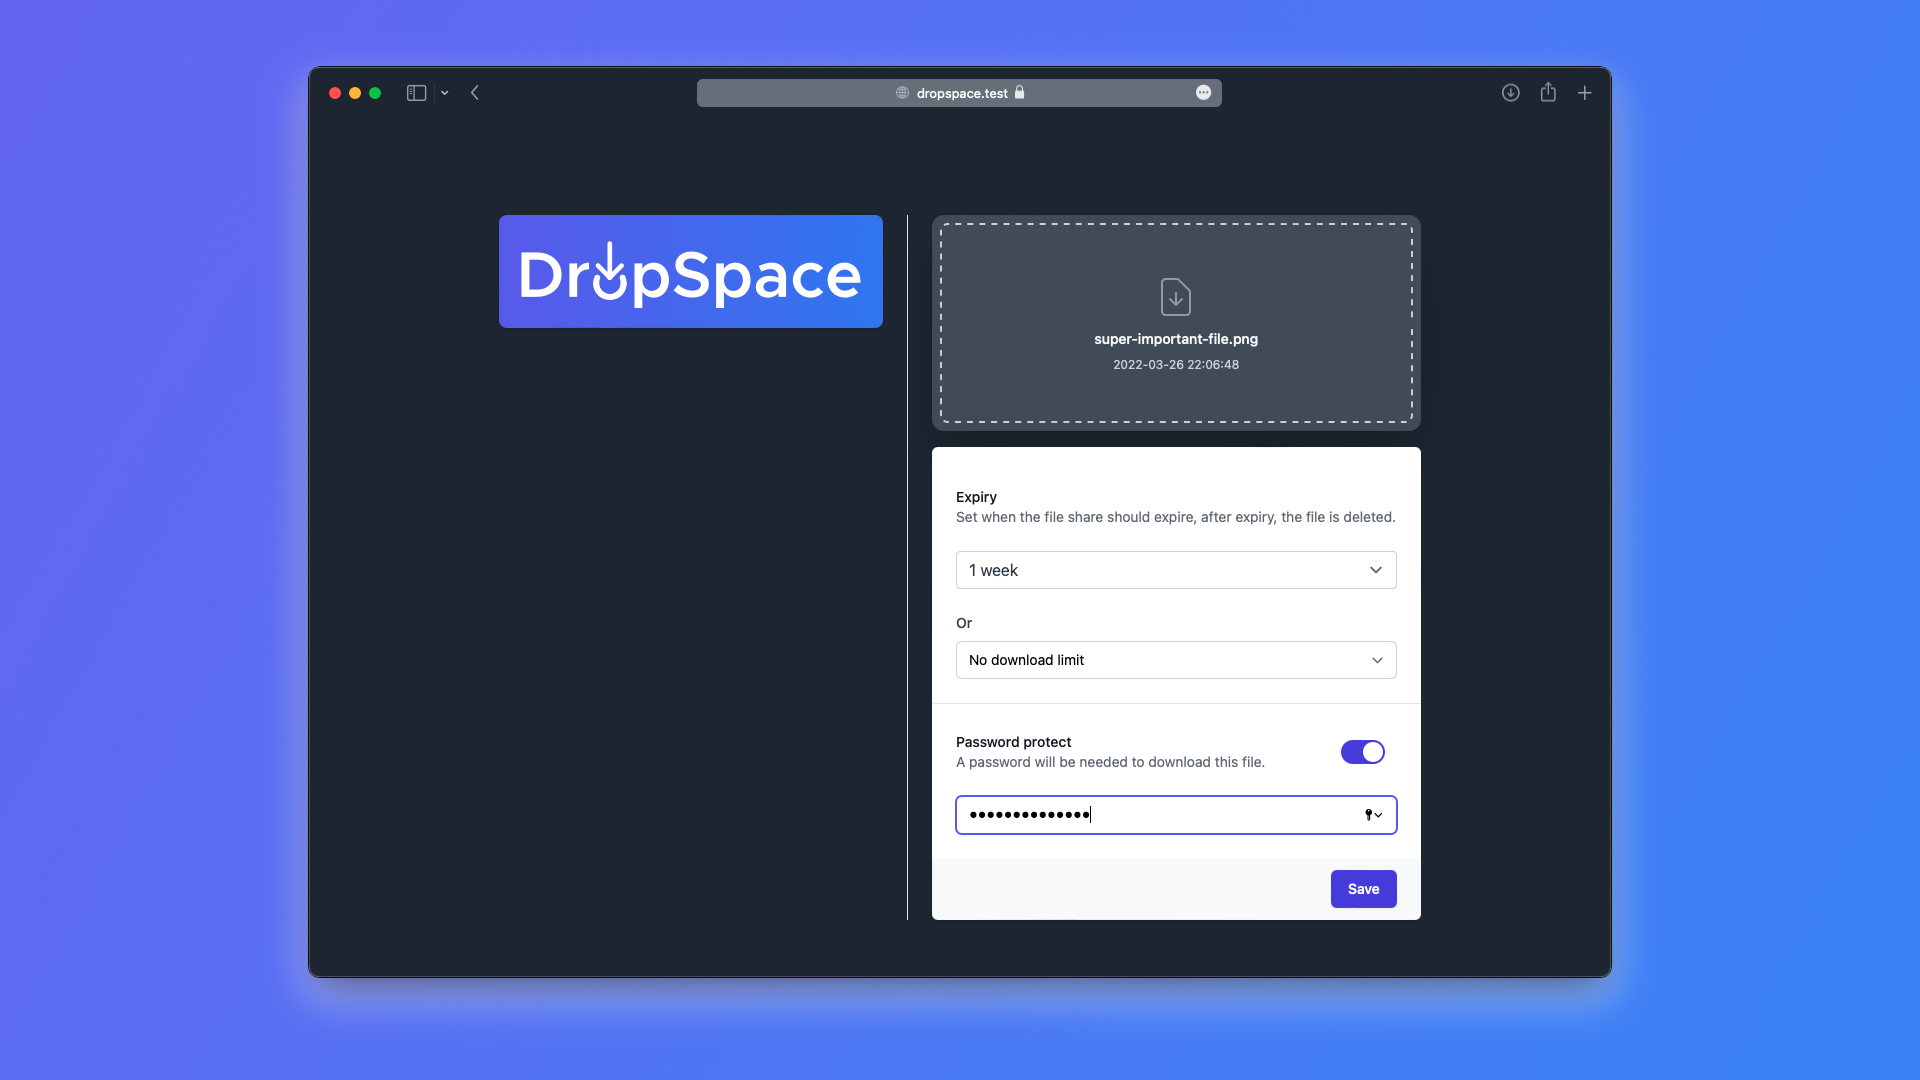 dropspace.test
DropSpace
super-important-file.png
2022-03-26 22:06:48
Expiry
Set when the file share should expire, after expiry, the file is deleted.
1 week
Or
No download limit
Password protect
A password will be needed to download this file.
••••••••••••••
Save